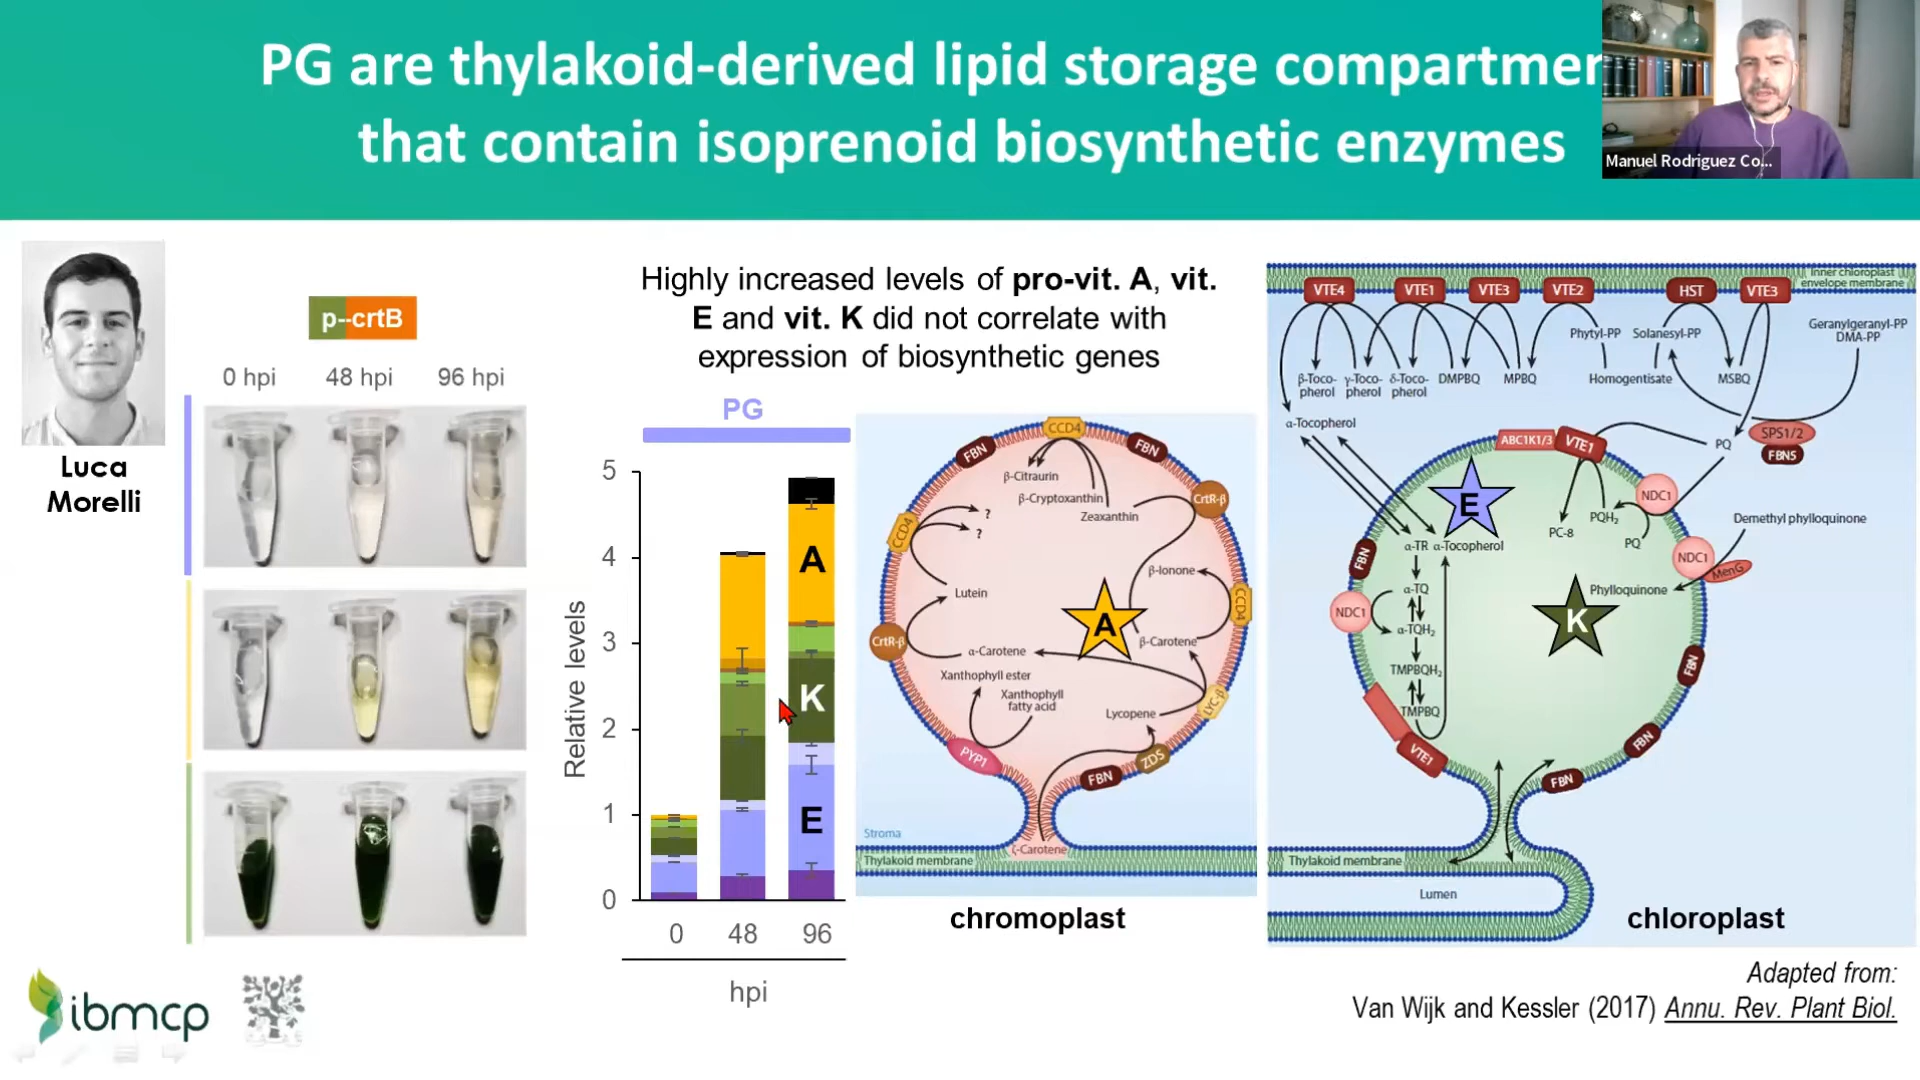 PG are thylakoid-derived lipid storage compartmen
that contain isoprenoid biosynthetic enzymes
Manuel Rodriguez Co...
Luca
Morelli
p--crtB
0 hpi
48 hpi
96 hpi
Highly increased levels of pro-vit. A, vit.
E and vit. K did not correlate with
expression of biosynthetic genes
PG
Relative levels
5
4
3
2
1
0
A
K
E
0
48
96
hpi
CCD4
FBN
FBN
β-Citraurin
β-Cryptoxanthin
Zeaxanthin
CrtR-β
CCD4
?
?
β-Ionone
CCD4
Lutein
A
CrtR-β
β-Carotene
α-Carotene
Xanthophyll ester
Xanthophyll
fatty acid
Lycopene
LYC-β
PYP1
ZDS
FBN
Stroma
ζ-Carotene
Thylakoid membrane
chromoplast
Inner chloroplast
envelope membrane
VTE4
VTE1
VTE3
VTE2
HST
VTE3
Phytyl-PP
Solanesyl-PP
Geranylgeranyl-PP
DMA-PP
β-Toco-
pherol
γ-Toco-
pherol
δ-Toco-
pherol
DMPBQ
MPBQ
Homogentisate
MSBQ
α-Tocopherol
ABC1K1/3
VTE1
PQ
SPS1/2
FBN5
E
NDC1
PC-8
PQH₂
PQ
Demethyl phylloquinone
α-TR
α-Tocopherol
FBN
NDC1
MenG
α-TQ
Phylloquinone
NDC1
K
α-TQH₂
TMPBQH₂
FBN
TMPBQ
VTE1
FBN
FBN
Thylakoid membrane
Lumen
chloroplast
Adapted from:
Van Wijk and Kessler (2017) Annu. Rev. Plant Biol.
ibmcp